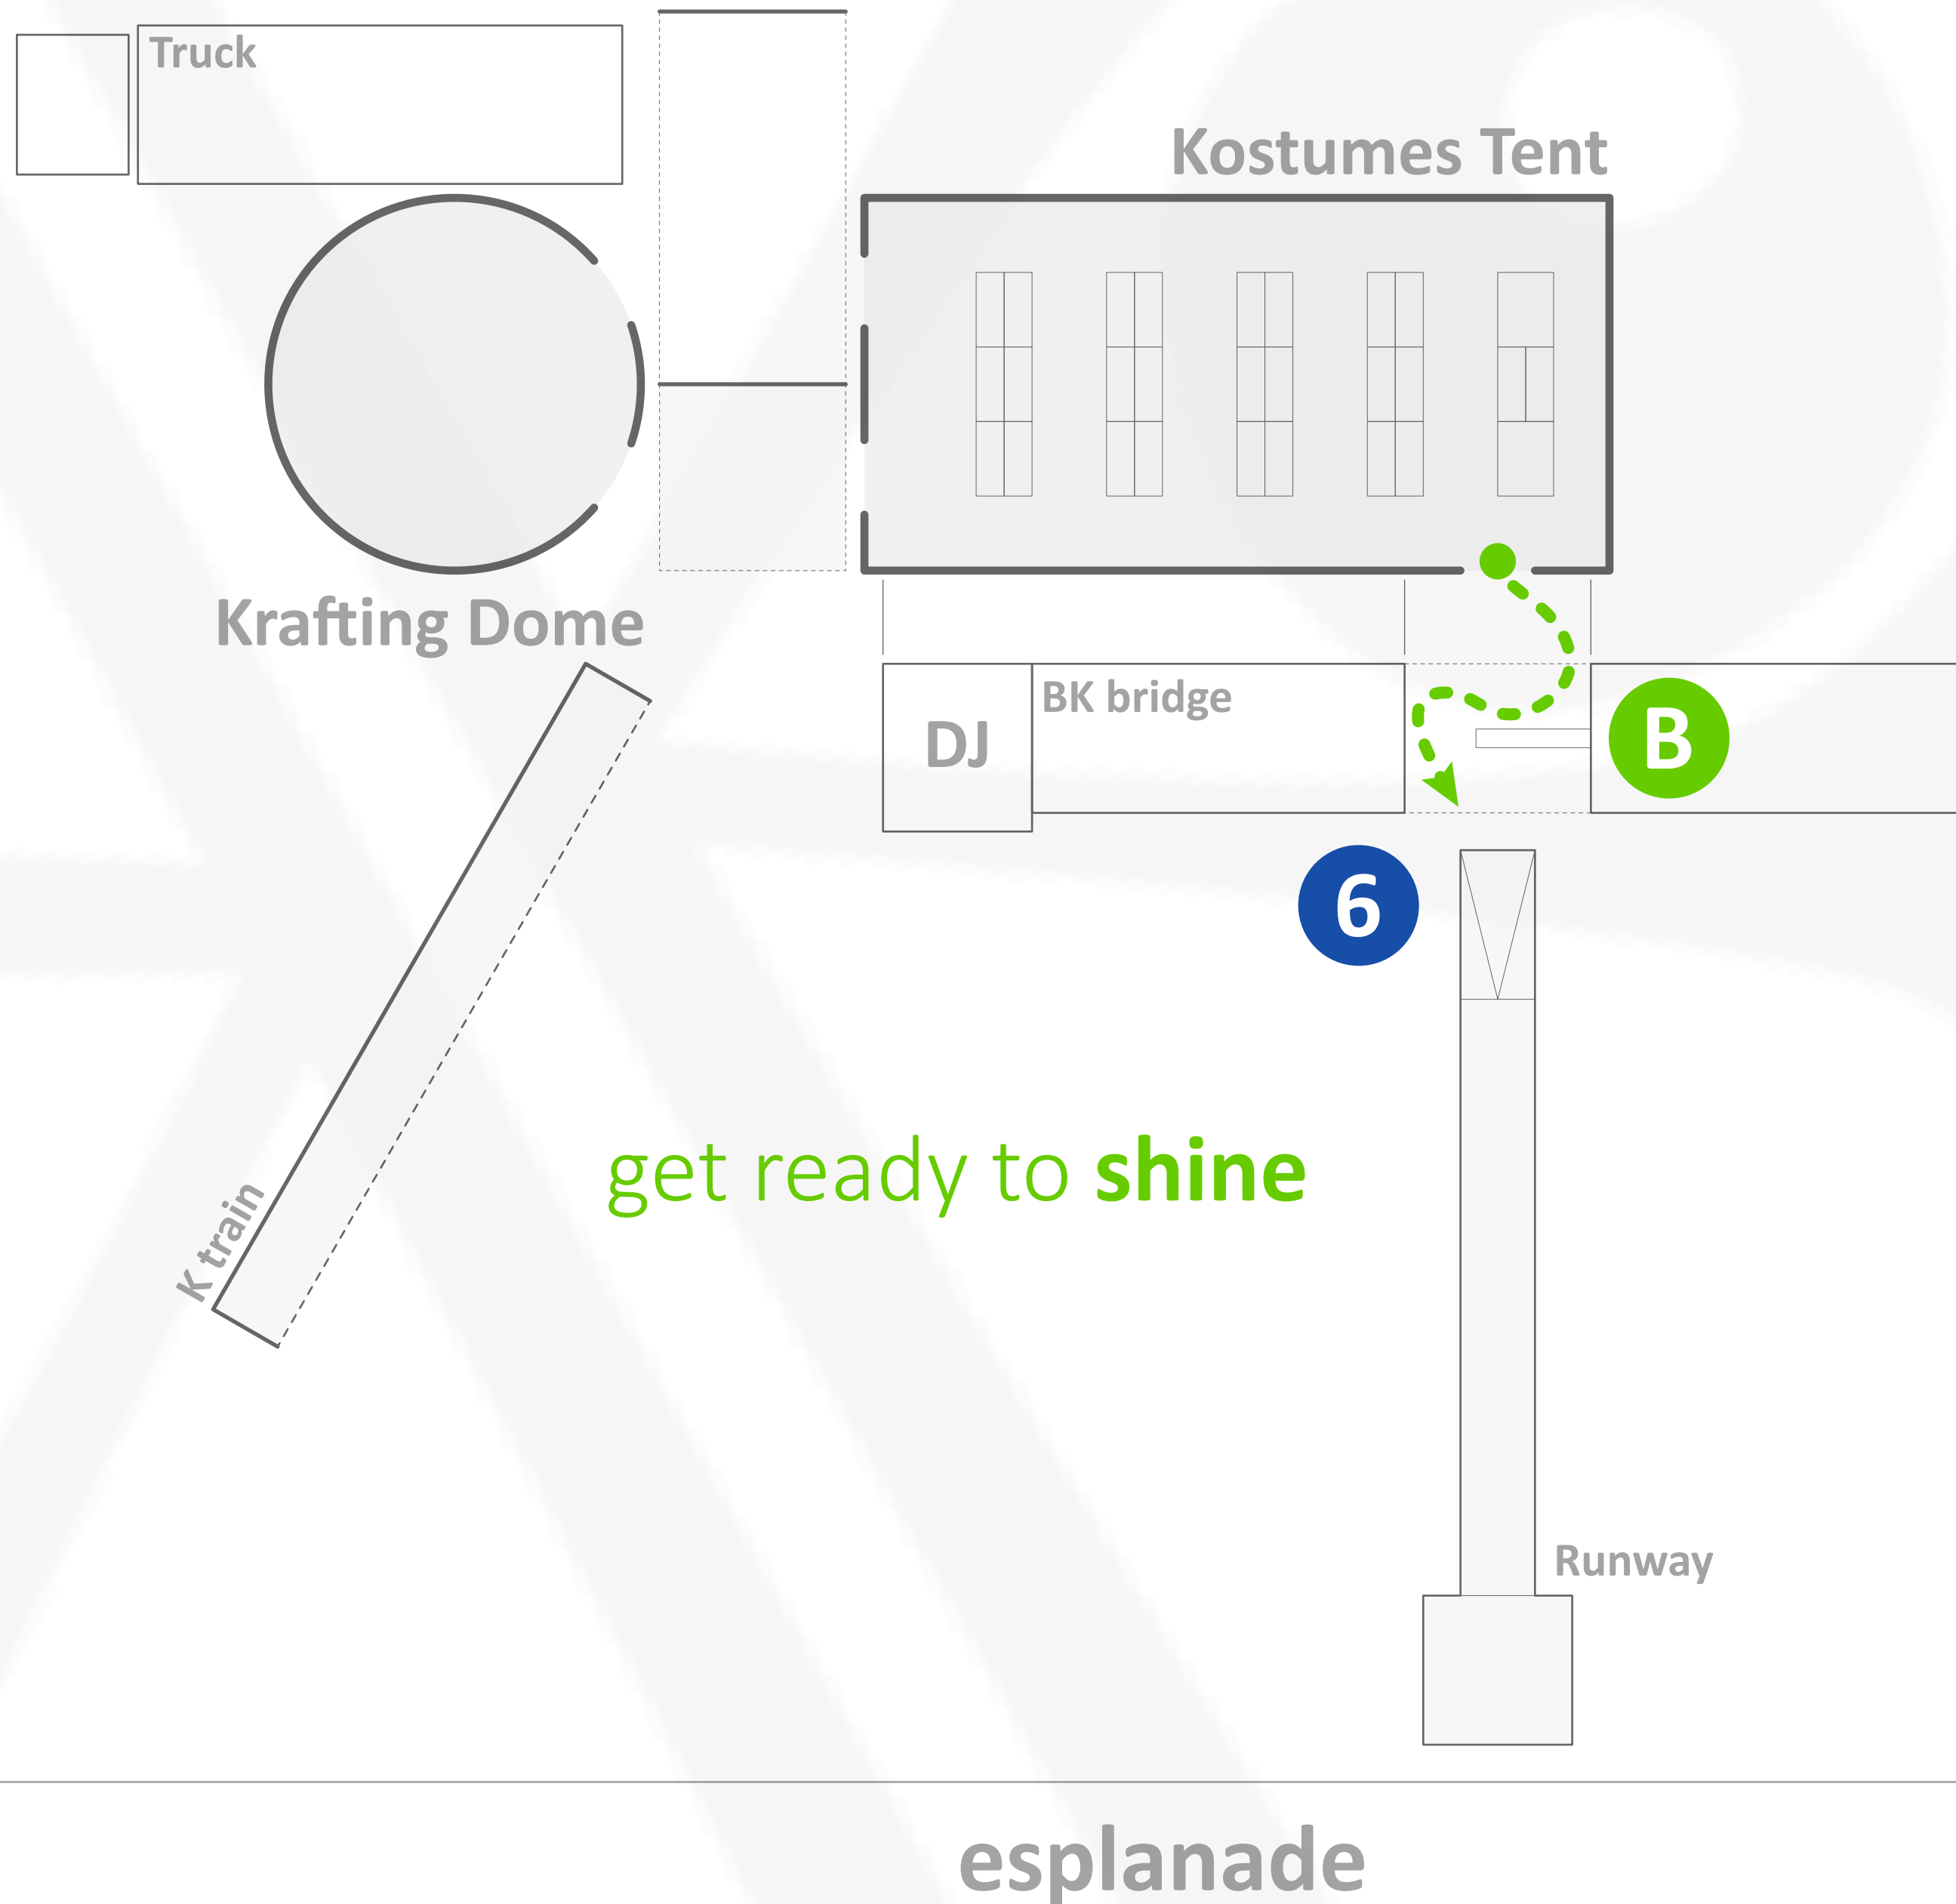 Truck
Kostumes Tent
Krafting Dome
BK bridge
DJ
B
6
get ready to shine
K train
Runway
esplanade